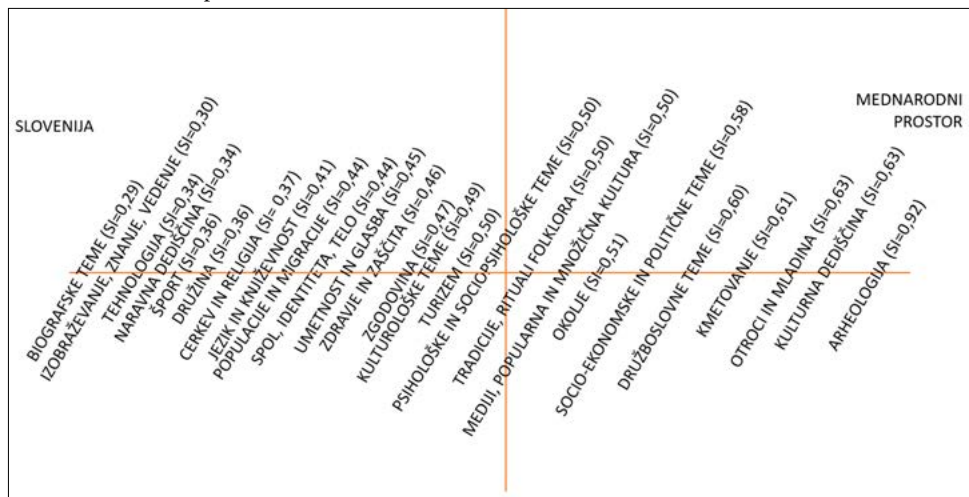 SLOVENIJA
MEDNARODNI
PROSTOR
BIOGRAFSKE TEME (SI=0,29)
IZOBRAŽEVANJE, ZNANJE, VEDENJE (SI=0,30)
TEHNOLOGIJA (SI=0,34)
NARAVNA DEDIŠČINA (SI=0,34)
ŠPORT (SI=0,36)
DRUŽINA (SI=0,36)
CERKEV IN RELIGIJA (SI= 0,37)
JEZIK IN KNJIŽEVNOST (SI=0,41)
POPULACIJE IN MIGRACIJE (SI=0,44)
SPOL, IDENTITETA, TELO (SI=0,44)
UMETNOST IN GLASBA (SI=0,45)
ZDRAVJE IN ZAŠČITA (SI=0,46)
ZGODOVINA (SI=0,47)
KULTUROLOŠKE TEME (SI=0,49)
TURIZEM (SI=0,50)
PSIHOLOŠKE IN SOCIOPSIHOLOŠKE TEME (SI=0,50)
TRADICIJE, RITUALI FOLKLORA (SI=0,50)
MEDIJI, POPULARNA IN MNOŽIČNA KULTURA (SI=0,50)
OKOLJE (SI=0,51)
SOCIO-EKONOMSKE IN POLITIČNE TEME (SI=0,58)
DRUŽBOSLOVNE TEME (SI=0,60)
KMETOVANJE (SI=0,61)
OTROCI IN MLADINA (SI=0,63)
KULTURNA DEDIŠČINA (SI=0,63)
ARHEOLOGIJA (SI=0,92)